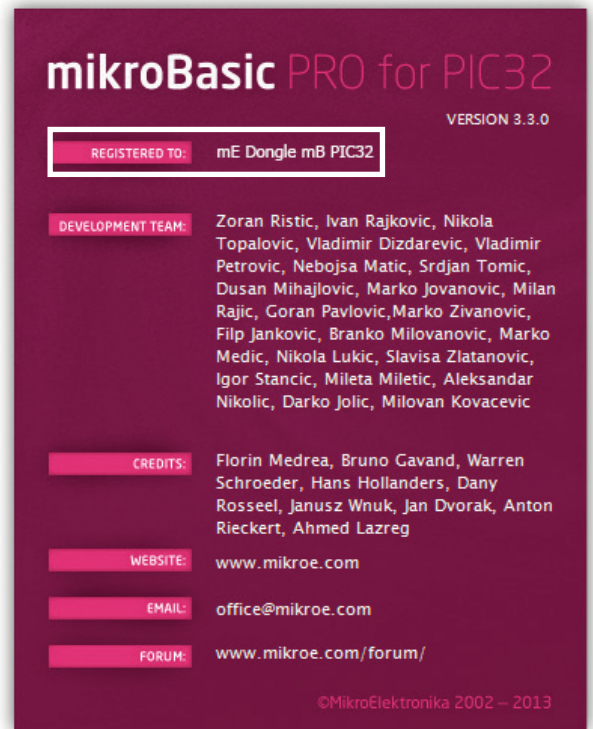 mikroBasic PRO for PIC32
VERSION 3.3.0
REGISTERED TO: mE Dongle mB PIC32
DEVELOPMENT TEAM: Zoran Ristic, Ivan Rajkovic, Nikola
Topalovic, Vladimir Dizdarevic, Vladimir
Petrovic, Nebojsa Matic, Srdjan Tomic,
Dusan Mihajlovic, Marko Jovanovic, Milan
Rajic, Goran Pavlovic,Marko Zivanovic,
Filp Jankovic, Branko Milovanovic, Marko
Medic, Nikola Lukic, Slavisa Zlatanovic,
Igor Stancic, Mileta Miletic, Aleksandar
Nikolic, Darko Jolic, Milovan Kovacevic
CREDITS: Florin Medrea, Bruno Gavand, Warren
Schroeder, Hans Hollanders, Dany
Rosseel, Janusz Wnuk, Jan Dvorak, Anton
Rieckert, Ahmed Lazreg
WEBSITE: www.mikroe.com
EMAIL: office@mikroe.com
FORUM: www.mikroe.com/forum/
©MikroElektronika 2002 – 2013